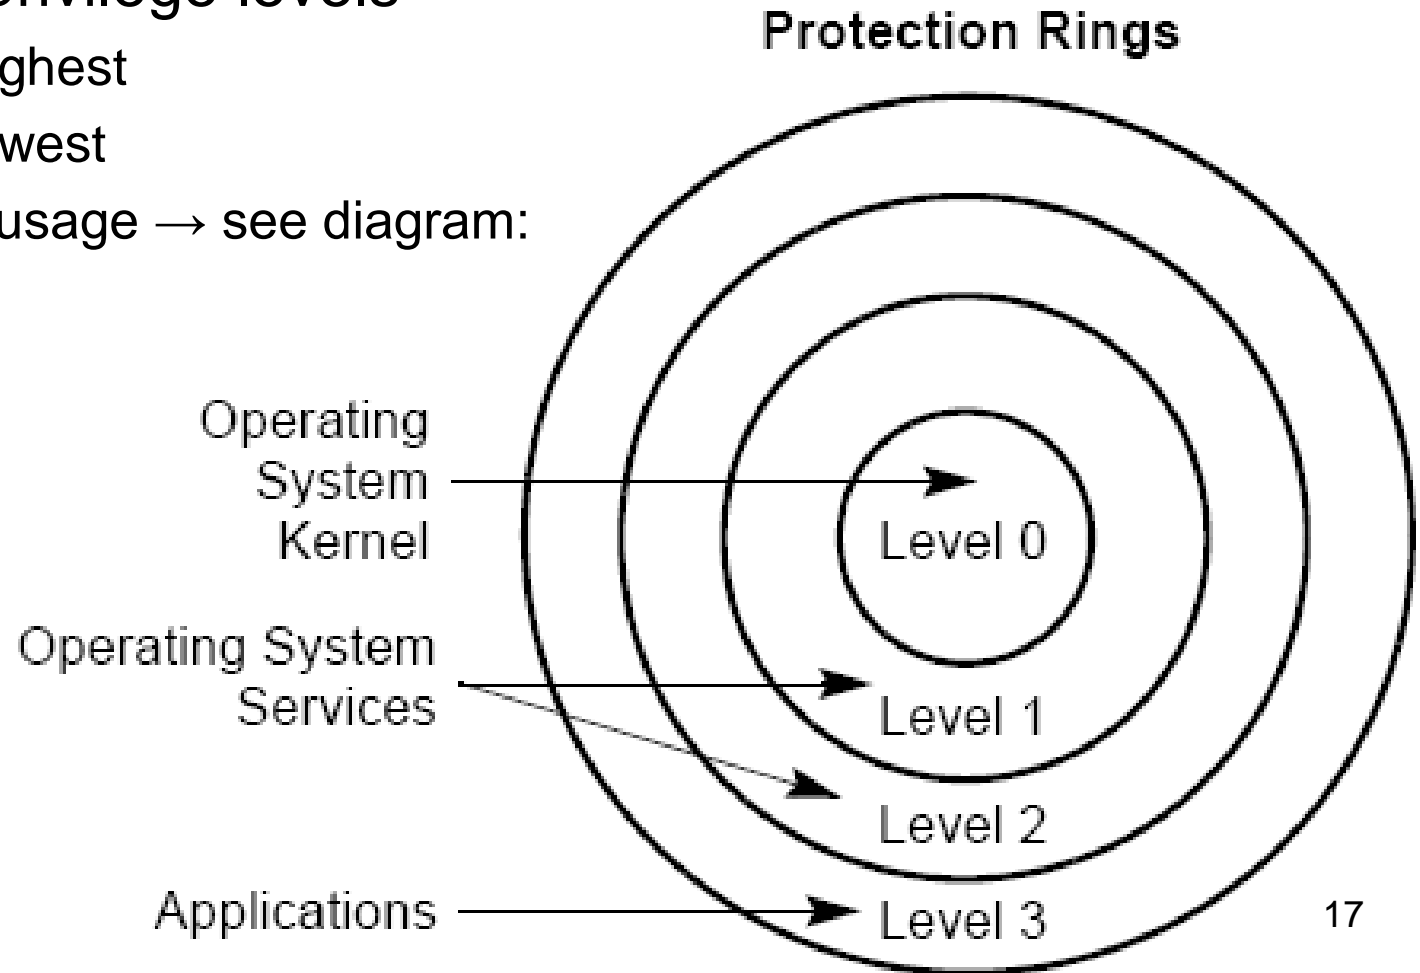 privilege levels
ghest
west
usage → see diagram:
Protection Rings
Operating
System
Kernel
Level 0
Operating System
Services
Level 1
Level 2
Applications
Level 3
17